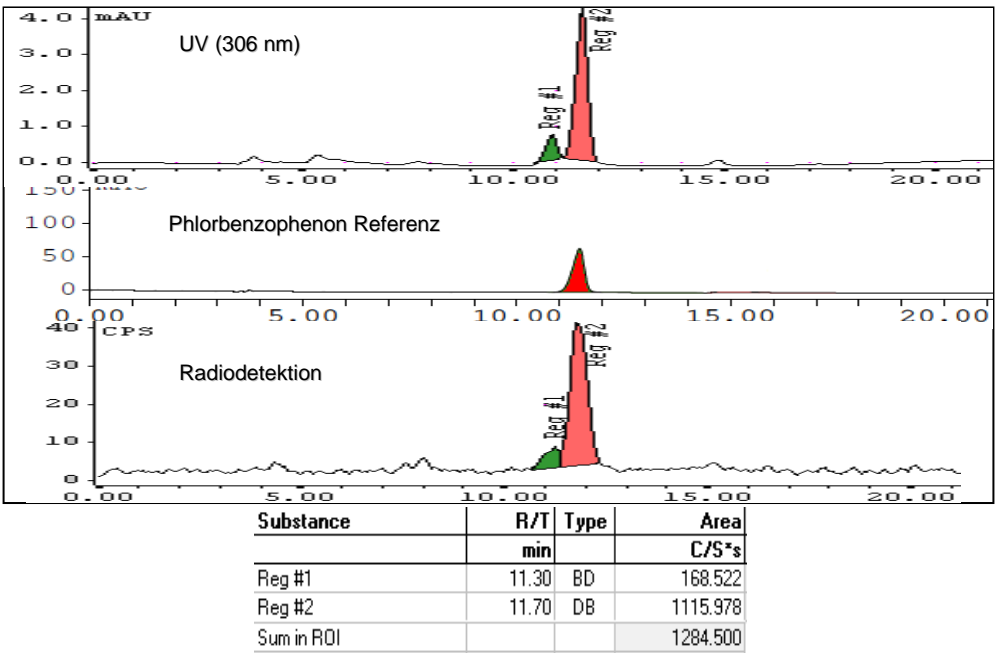 4.0 mAU
UV (306 nm)
Reg #2
3.0
2.0
Reg #1
1.0
0.0
0.00 5.00 10.00 15.00 20.00
150
100
Phlorbenzophenon Referenz
50
0
0.00 5.00 10.00 15.00 20.00
40 CPS
Reg #2
30
Radiodetektion
20
Reg #1
10
0
0.00 5.00 10.00 15.00 20.00
Substance R/T Type Area
min C/S*s
Reg #1 11.30 BD 168.522
Reg #2 11.70 DB 1115.978
Sum in ROI 1284.500